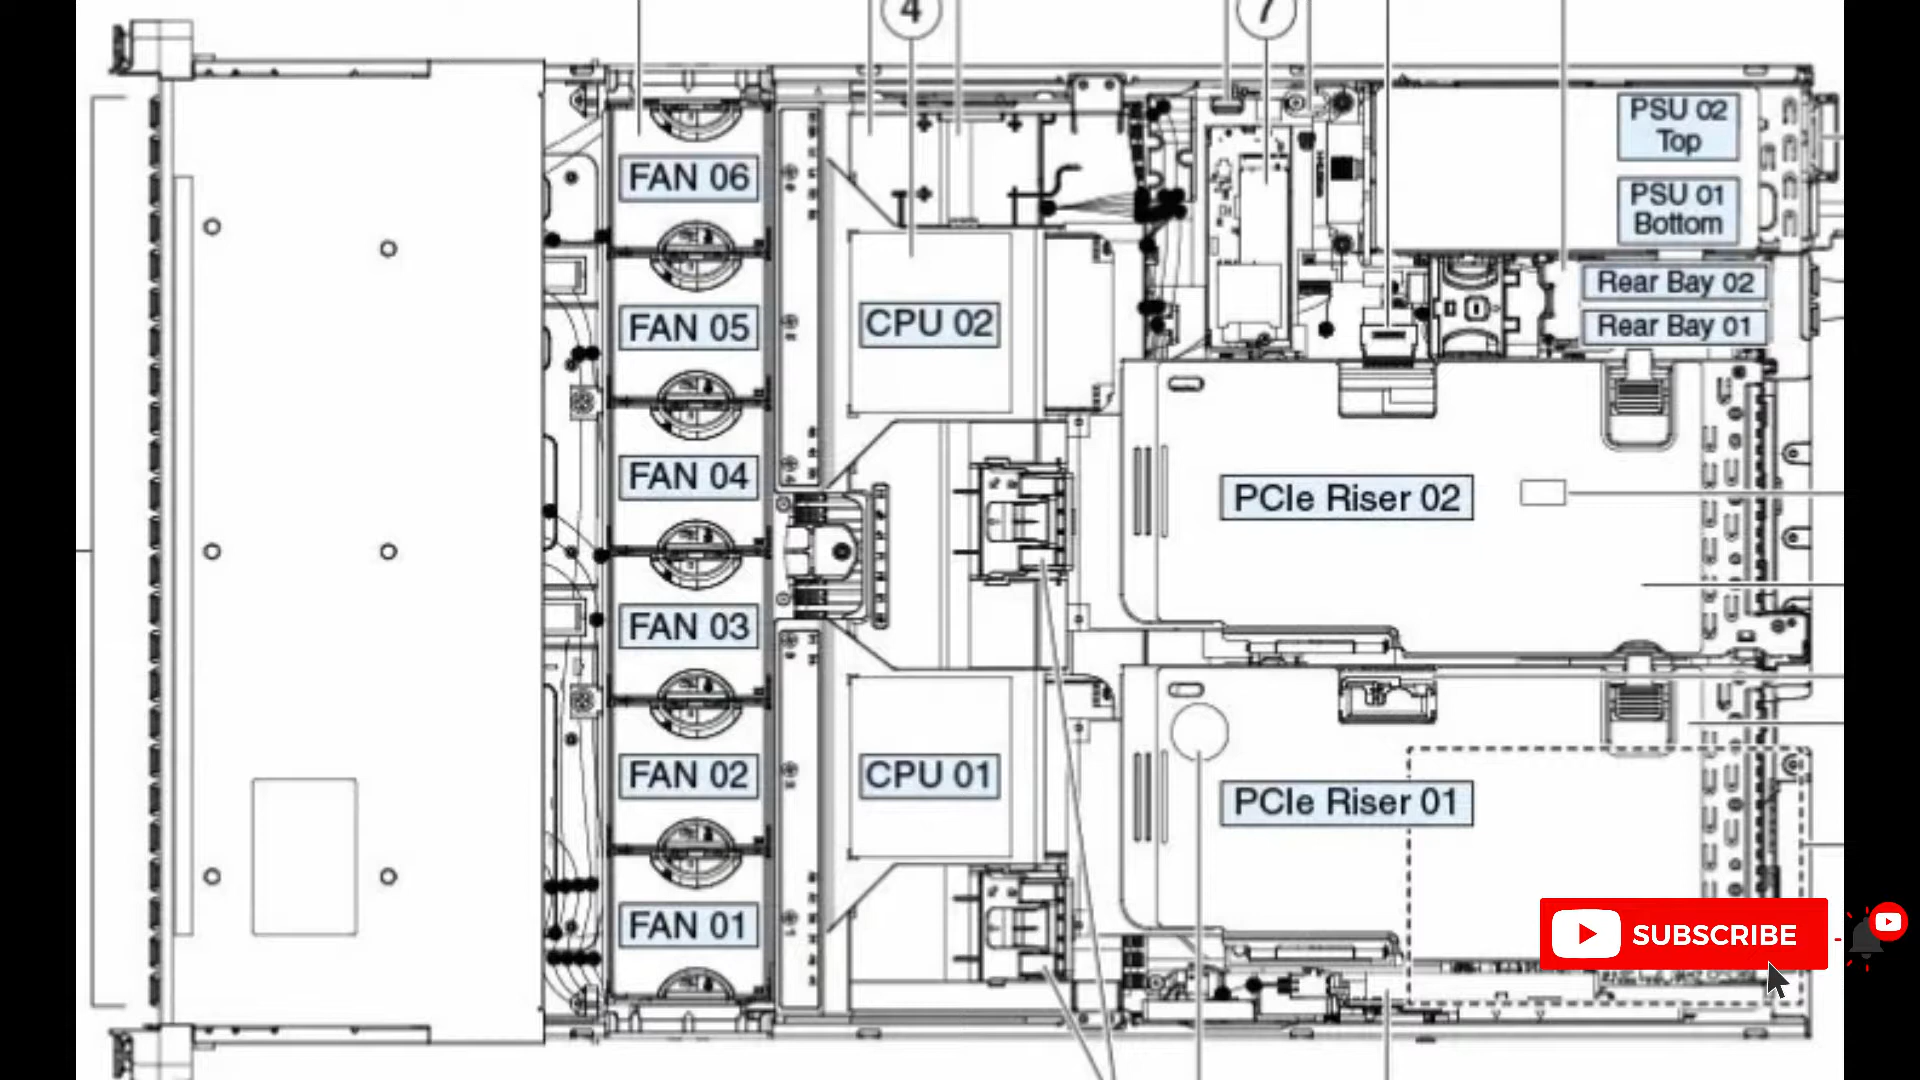 4
7
PSU 02
Top
FAN 06
PSU 01
Bottom
Rear Bay 02
FAN 05
CPU 02
Rear Bay 01
FAN 04
PCIe Riser 02
FAN 03
FAN 02
CPU 01
PCIe Riser 01
FAN 01
SUBSCRIBE